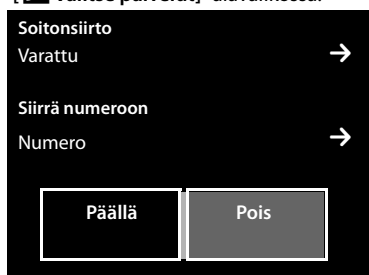 Soitonsiirto
Varattu
Siirrä numeroon
Numero
Päällä Pois